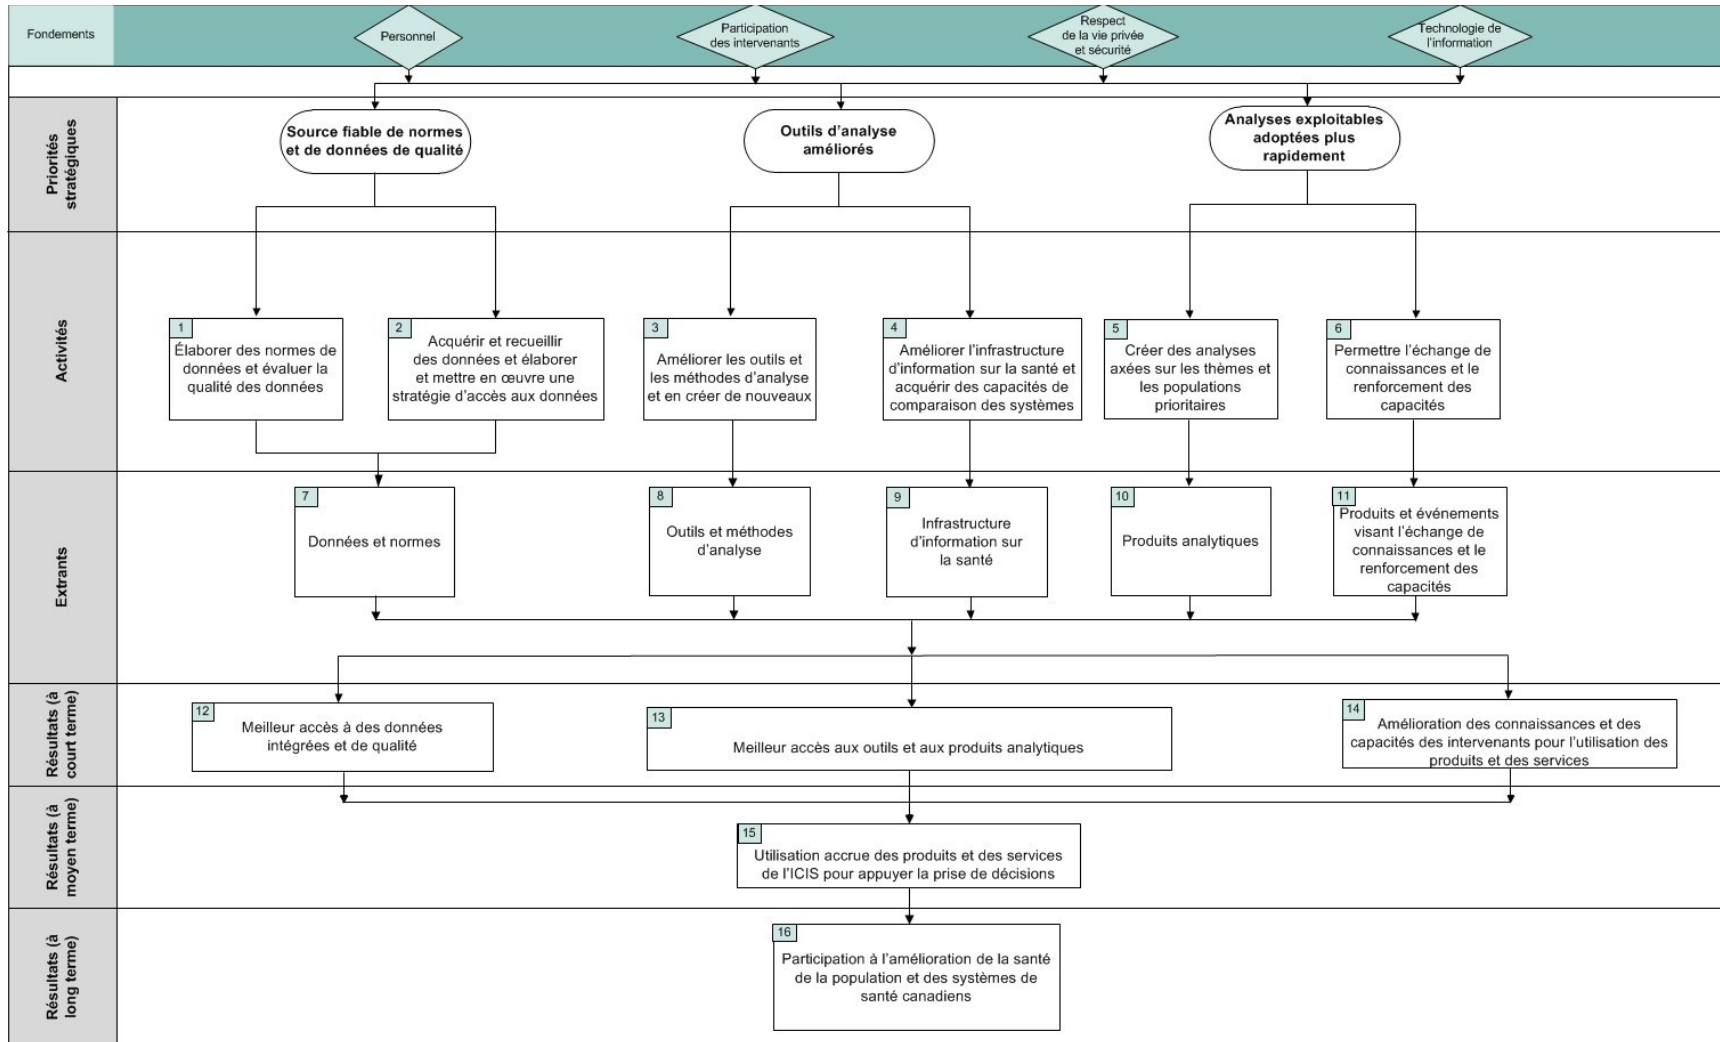 Fondements
Personnel
Participation
des intervenants
Respect
de la vie privée
et sécurité
Technologie de
l'information
Priorités
stratégiques
Source fiable de normes
et de données de qualité
Outils d'analyse
améliorés
Analyses exploitables
adoptées plus
rapidement
Activités
1
Élaborer des normes de
données et évaluer la
qualité des données
2
Acquérir et recueillir
des données et élaborer
et mettre en œuvre une
stratégie d'accès aux données
3
Améliorer les outils et
les méthodes d'analyse
et en créer de nouveaux
4
Améliorer l'infrastructure
d'information sur la santé et
acquérir des capacités de
comparaison des systèmes
5
Créer des analyses
axées sur les thèmes et
les populations
prioritaires
6
Permettre l'échange de
connaissances et le
renforcement des
capacités
Extrants
7
Données et normes
8
Outils et méthodes
d'analyse
9
Infrastructure
d'information sur
la santé
10
Produits analytiques
11
Produits et événements
visant l'échange de
connaissances et le
renforcement des
capacités
Résultats (à
court terme)
12
Meilleur accès à des données
intégrées et de qualité
13
Meilleur accès aux outils et aux produits analytiques
14
Amélioration des connaissances et des
capacités des intervenants pour l'utilisation des
produits et des services
Résultats (à
moyen terme)
15
Utilisation accrue des produits et des services
de l'ICIS pour appuyer la prise de décisions
Résultats (à
long terme)
16
Participation à l'amélioration de la santé
de la population et des systèmes de
santé canadiens